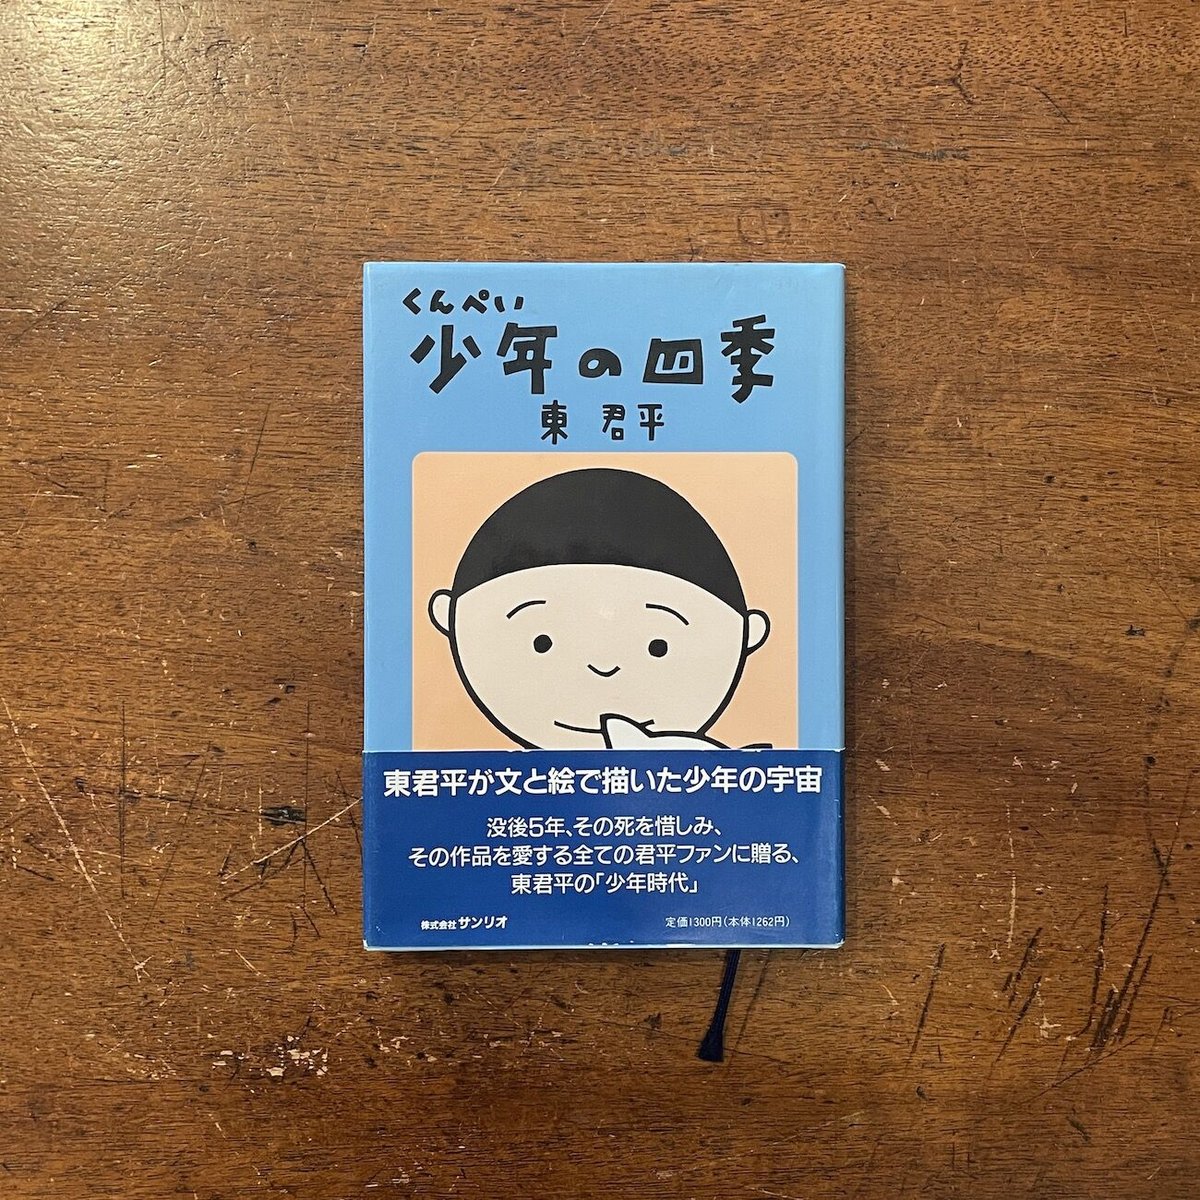 くんぺい
少年の四季
東 君平
東君平が文と絵で描いた少年の宇宙
没後5年、その死を惜しみ、
その作品を愛する全ての君平ファンに贈る、
東君平の「少年時代」
株式会社 サンリオ
定価1300円(本体1262円)